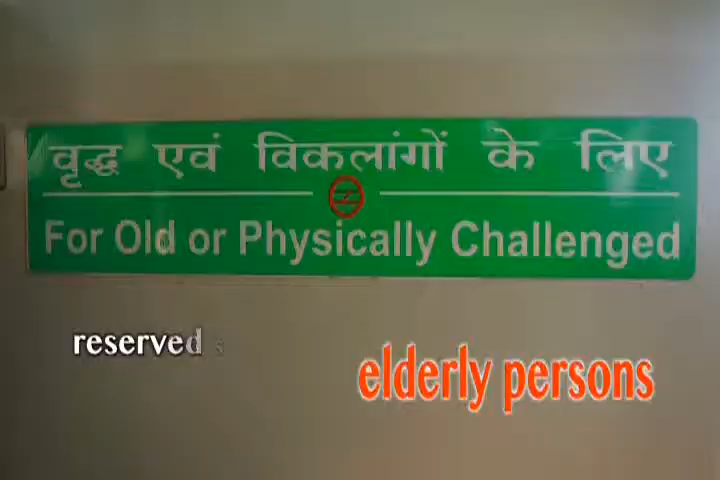 वृद्ध एवं विकलांगों के लिए
For Old or Physically Challenged
reserved
elderly persons